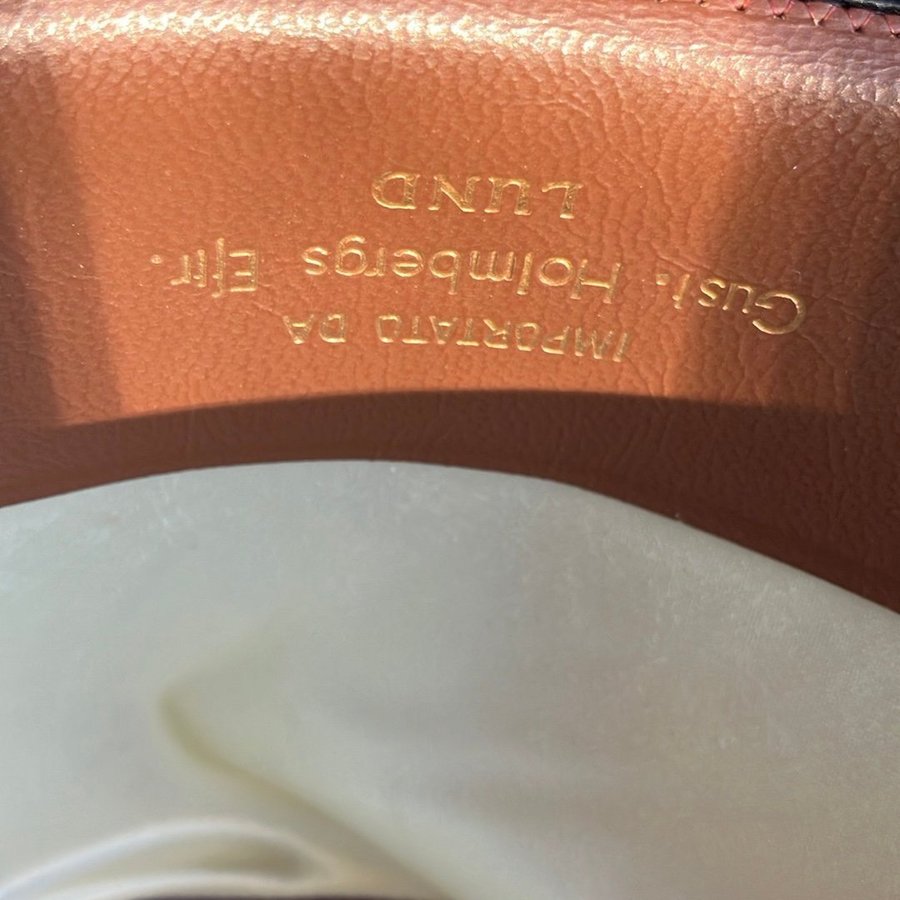 IMPORTATO DA
Gust. Holmbergs Eftr.
LUND